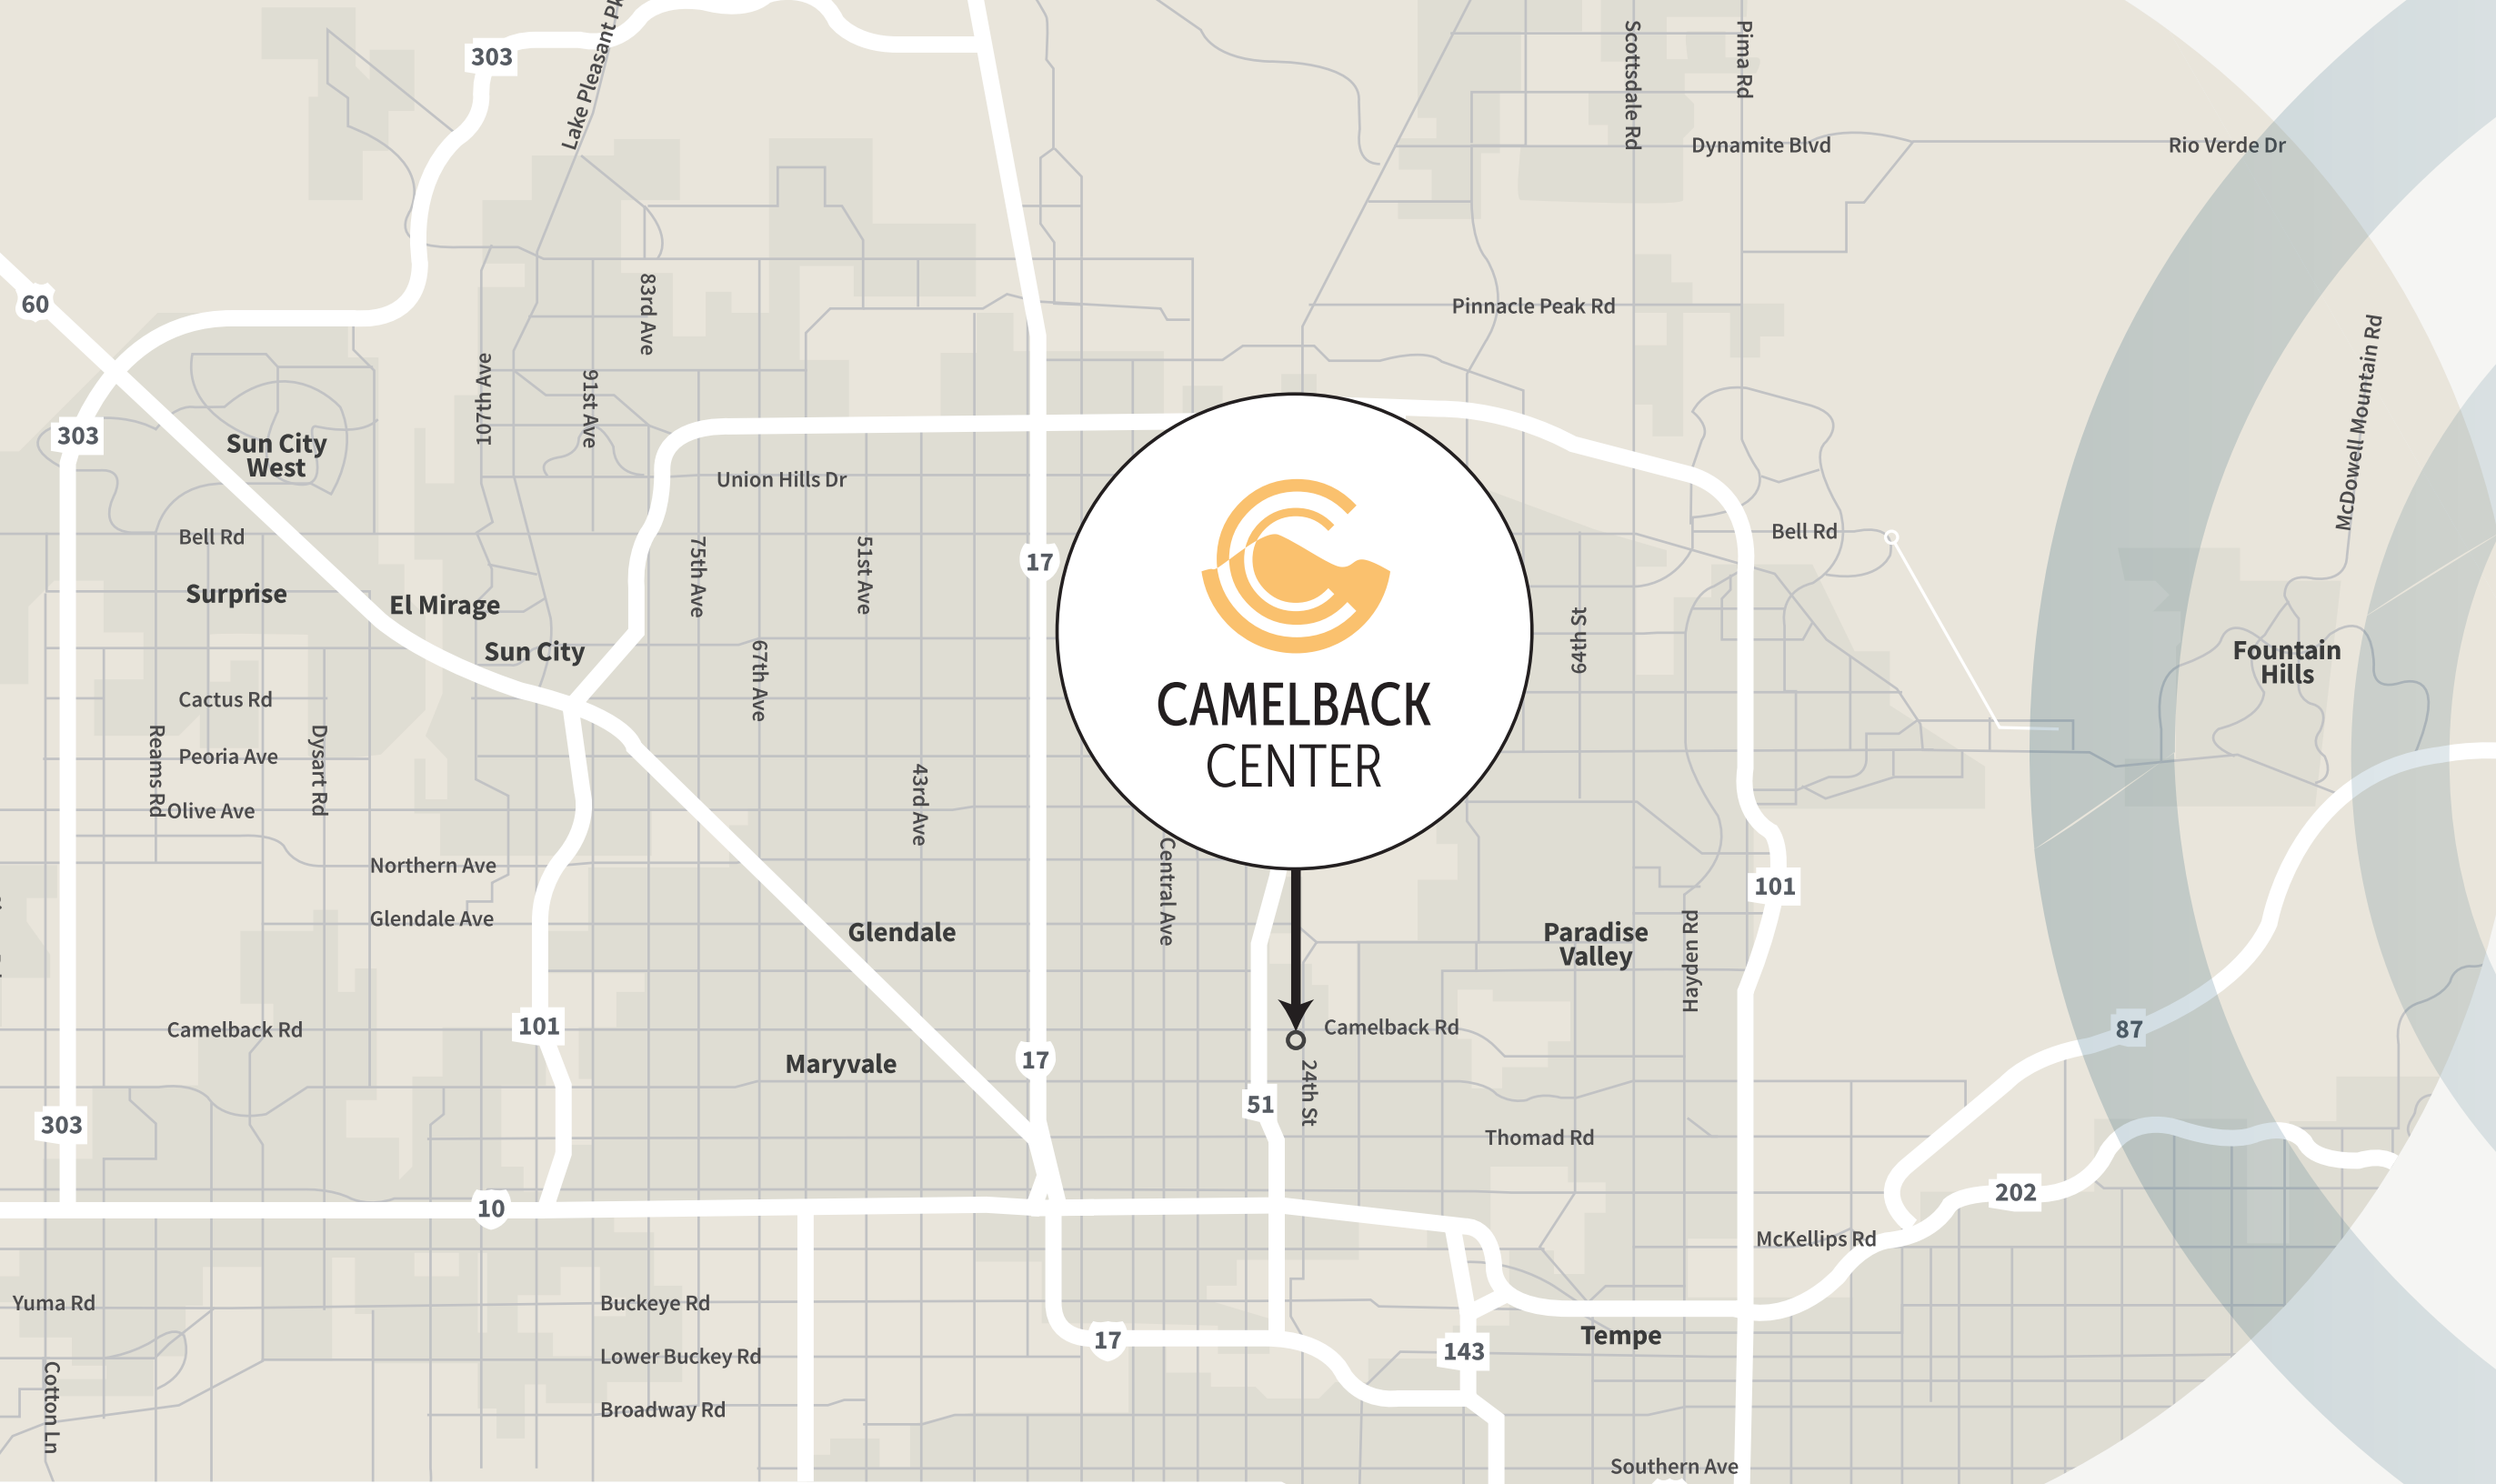 303
Lake Pleasant Pk
Scottsdale Rd
Pima Rd
Dynamite Blvd
Rio Verde Dr
60
83rd Ave
Pinnacle Peak Rd
McDowell Mountain Rd
107th Ave
91st Ave
303
Sun City
West
Union Hills Dr
Bell Rd
75th Ave
51st Ave
17
Bell Rd
Surprise
El Mirage
Sun City
67th Ave
64th St
Fountain
Hills
CAMELBACK
CENTER
Cactus Rd
Reams Rd
Dysart Rd
Peoria Ave
Olive Ave
43rd Ave
Northern Ave
Central Ave
101
Glendale Ave
Glendale
Paradise
Valley
Hayden Rd
Camelback Rd
101
Camelback Rd
87
Maryvale
17
24th St
51
303
Thomad Rd
202
10
McKellips Rd
Yuma Rd
Buckeye Rd
17
Tempe
143
Lower Buckey Rd
Cotton Ln
Broadway Rd
Southern Ave